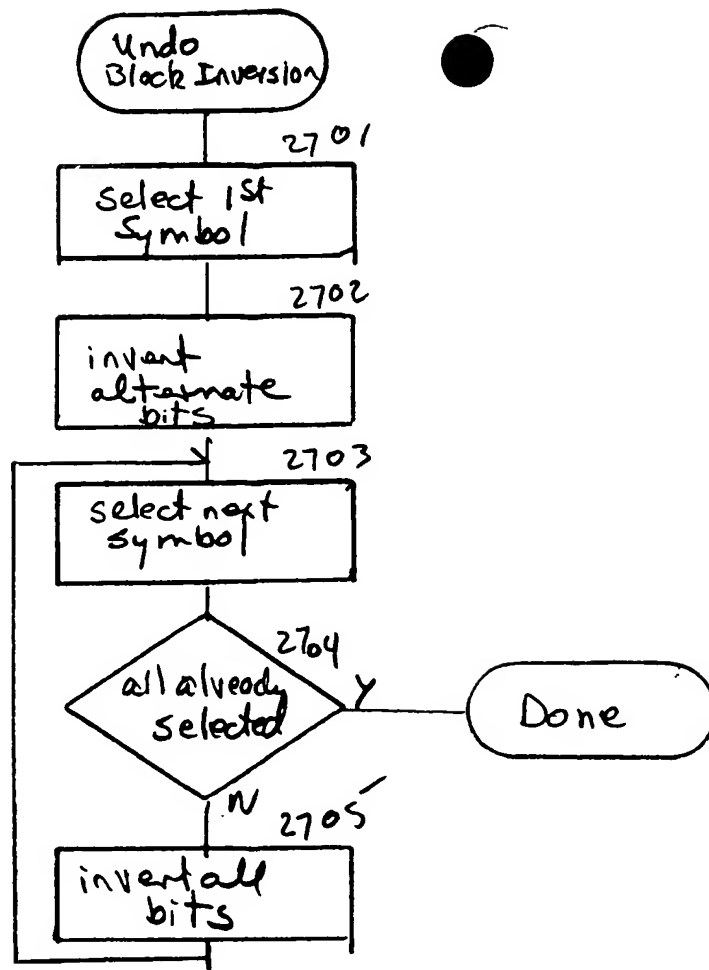 Undo
Block Inversion
2701
select 1st
symbol
2702
invert
alternate
bits
2703
select next
symbol
2704
all already
selected
Y
Done
N
2705
invert all
bits